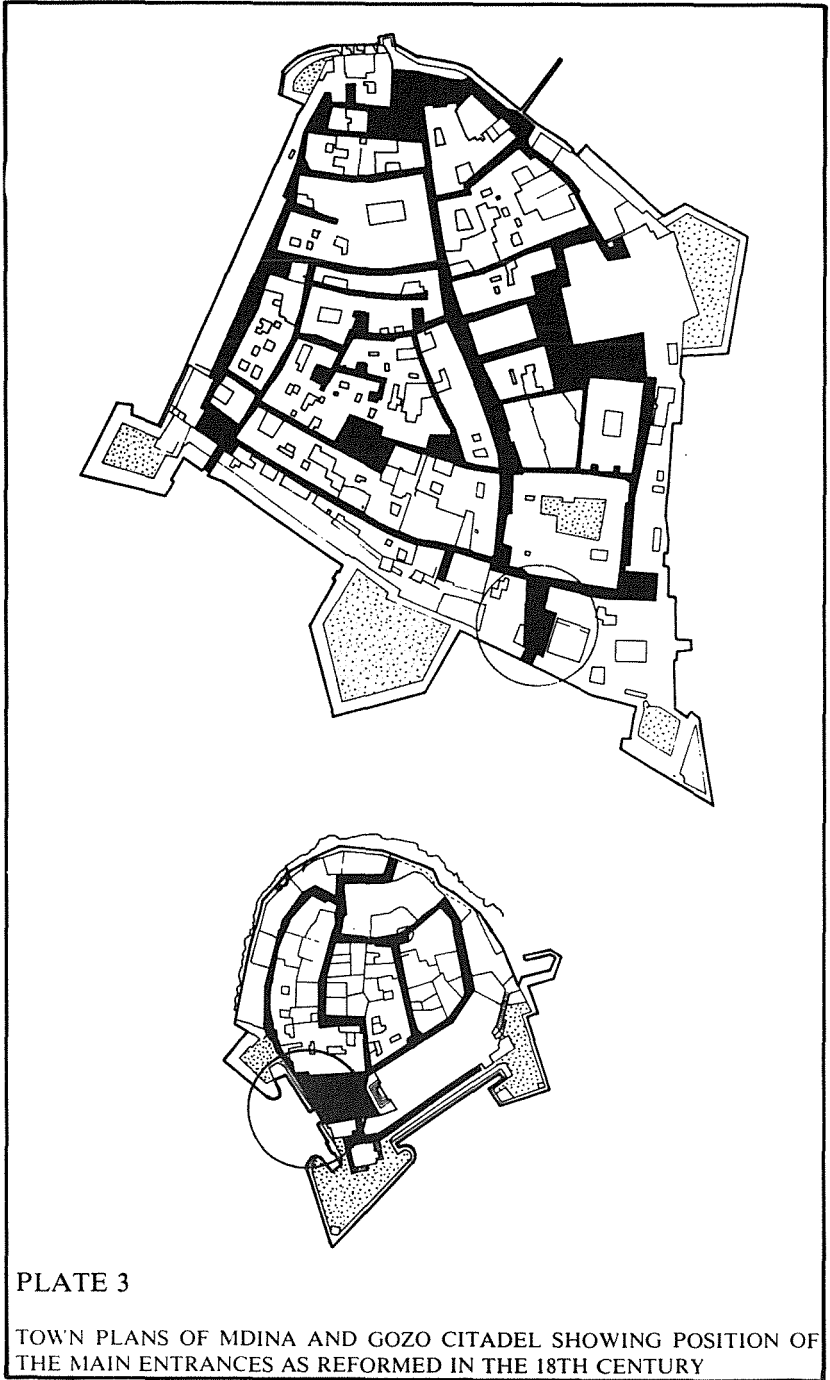 PLATE 3
TOWN PLANS OF MDINA AND GOZO CITADEL SHOWING POSITION OF
THE MAIN ENTRANCES AS REFORMED IN THE 18TH CENTURY